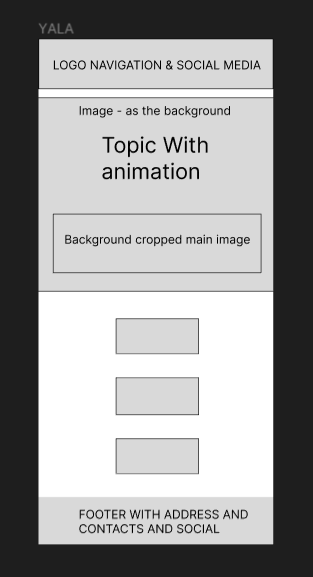 YALA
LOGO NAVIGATION & SOCIAL MEDIA
Image - as the background
Topic With
animation
Background cropped main image
FOOTER WITH ADDRESS AND
CONTACTS AND SOCIAL